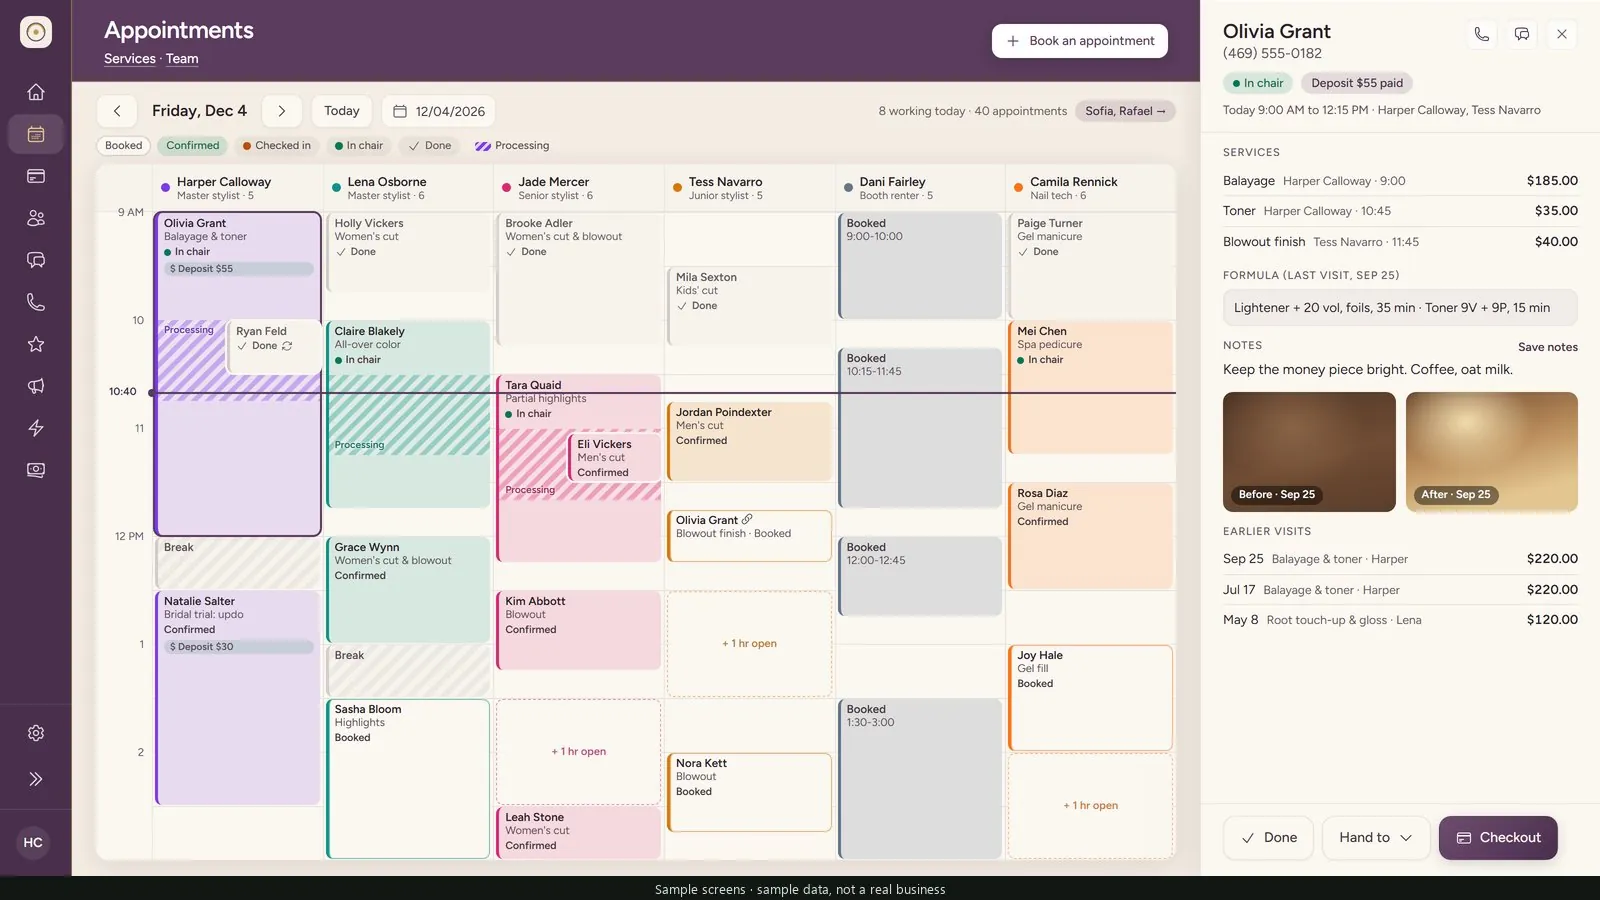 Appointments
Services · Team
+ Book an appointment
Friday, Dec 4
Today
12/04/2026
8 working today · 40 appointments
Sofia, Rafael →
Booked
Confirmed
Checked in
In chair
Done
Processing
Harper Calloway
Master stylist · 5
Lena Osborne
Master stylist · 6
Jade Mercer
Senior stylist · 6
Tess Navarro
Junior stylist · 5
Dani Fairley
Booth renter · 5
Camila Rennick
Nail tech · 6
9 AM
10
10:40
11
12 PM
1
2
Olivia Grant
Balayage & toner
In chair
$ Deposit $55
Processing
Ryan Feld
Done
Break
Natalie Salter
Bridal trial: updo
Confirmed
$ Deposit $30
Holly Vickers
Women's cut
Done
Claire Blakely
All-over color
In chair
Processing
Grace Wynn
Women's cut & blowout
Confirmed
Break
Sasha Bloom
Highlights
Booked
Brooke Adler
Women's cut & blowout
Done
Tara Quaid
Partial highlights
In chair
Eli Vickers
Men's cut
Confirmed
Processing
Kim Abbott
Blowout
Confirmed
+ 1 hr open
Leah Stone
Women's cut
Confirmed
Mila Sexton
Kids' cut
Done
Jordan Poindexter
Men's cut
Confirmed
Olivia Grant
Blowout finish · Booked
+ 1 hr open
Nora Kett
Blowout
Booked
Booked
9:00-10:00
Booked
10:15-11:45
Booked
12:00-12:45
Booked
1:30-3:00
Paige Turner
Gel manicure
Done
Mei Chen
Spa pedicure
In chair
Rosa Diaz
Gel manicure
Confirmed
Joy Hale
Gel fill
Booked
+ 1 hr open
HC
Olivia Grant
(469) 555-0182
In chair
Deposit $55 paid
Today 9:00 AM to 12:15 PM · Harper Calloway, Tess Navarro
SERVICES
Balayage Harper Calloway · 9:00 $185.00
Toner Harper Calloway · 10:45 $35.00
Blowout finish Tess Navarro · 11:45 $40.00
FORMULA (LAST VISIT, SEP 25)
Lightener + 20 vol, foils, 35 min · Toner 9V + 9P, 15 min
NOTES
Save notes
Keep the money piece bright. Coffee, oat milk.
Before · Sep 25
After · Sep 25
EARLIER VISITS
Sep 25 Balayage & toner · Harper $220.00
Jul 17 Balayage & toner · Harper $220.00
May 8 Root touch-up & gloss · Lena $120.00
Done
Hand to
Checkout
Sample screens · sample data, not a real business